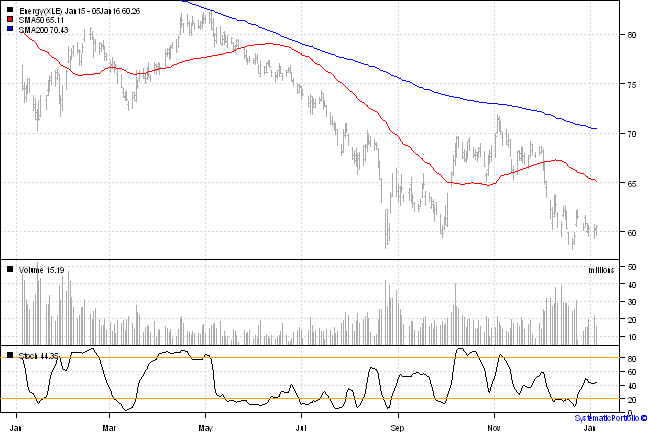 Energy(XLE) Jan15 - 05Jan16 60.26
SMA50 65.11
SMA200 70.43
80
75
70
65
60
Volume 15.19
millions
50
40
30
20
10
Stoch 44.35
80
60
40
20
0
Jan
Mar
May
Jul
Sep
Nov
Jan
SystematicPortfolio ©